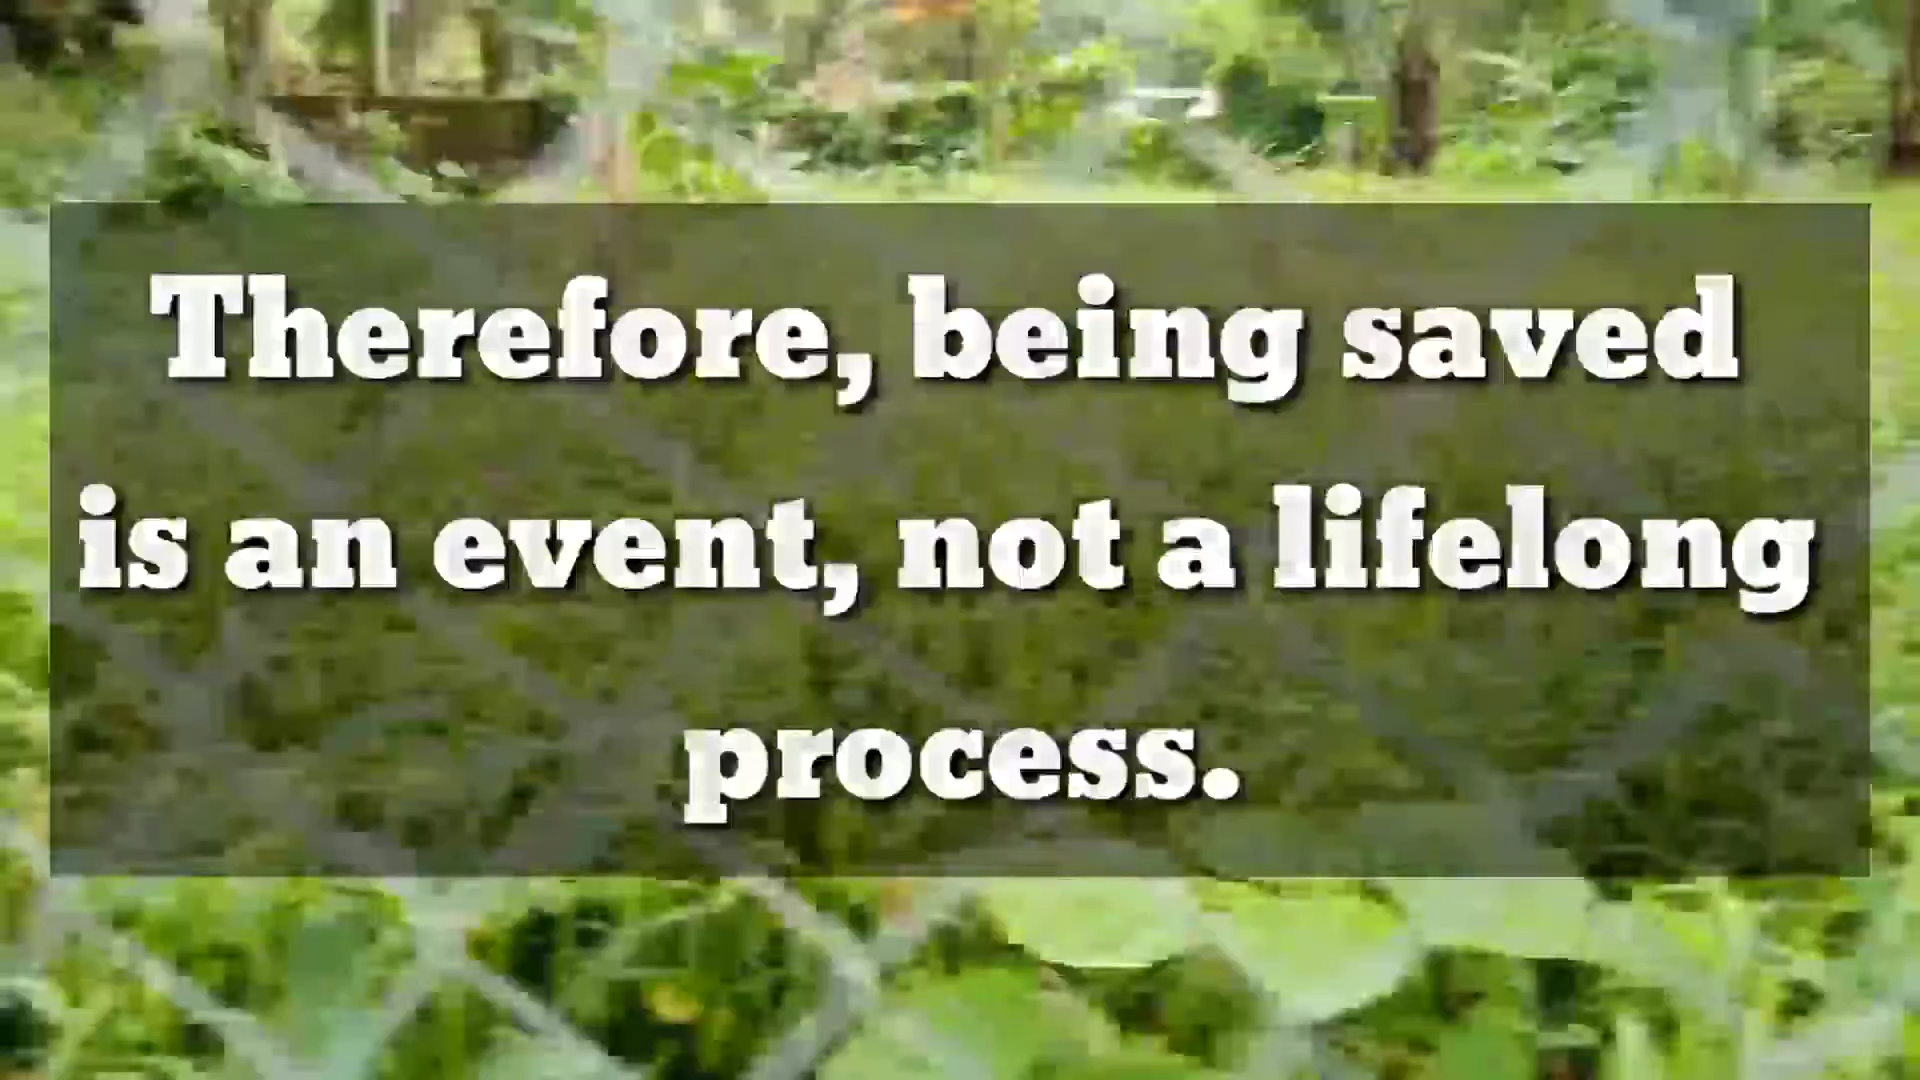 Therefore, being saved
is an event, not a lifelong
process.